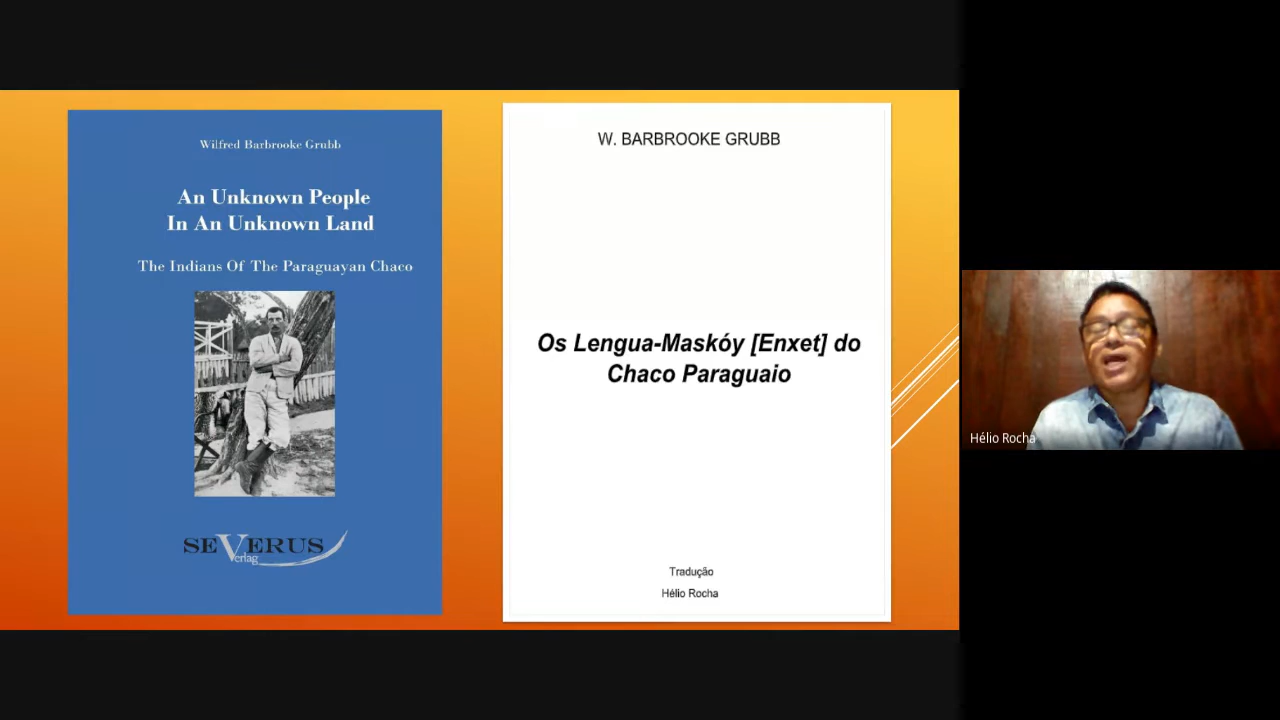 Wilfred Barbrooke Grubb
An Unknown People
In An Unknown Land
The Indians Of The Paraguayan Chaco
SEVERUS
Verlag
W. BARBROOKE GRUBB
Os Lengua-Maskóy [Enxet] do
Chaco Paraguaio
Tradução
Hélio Rocha
Hélio Rocha